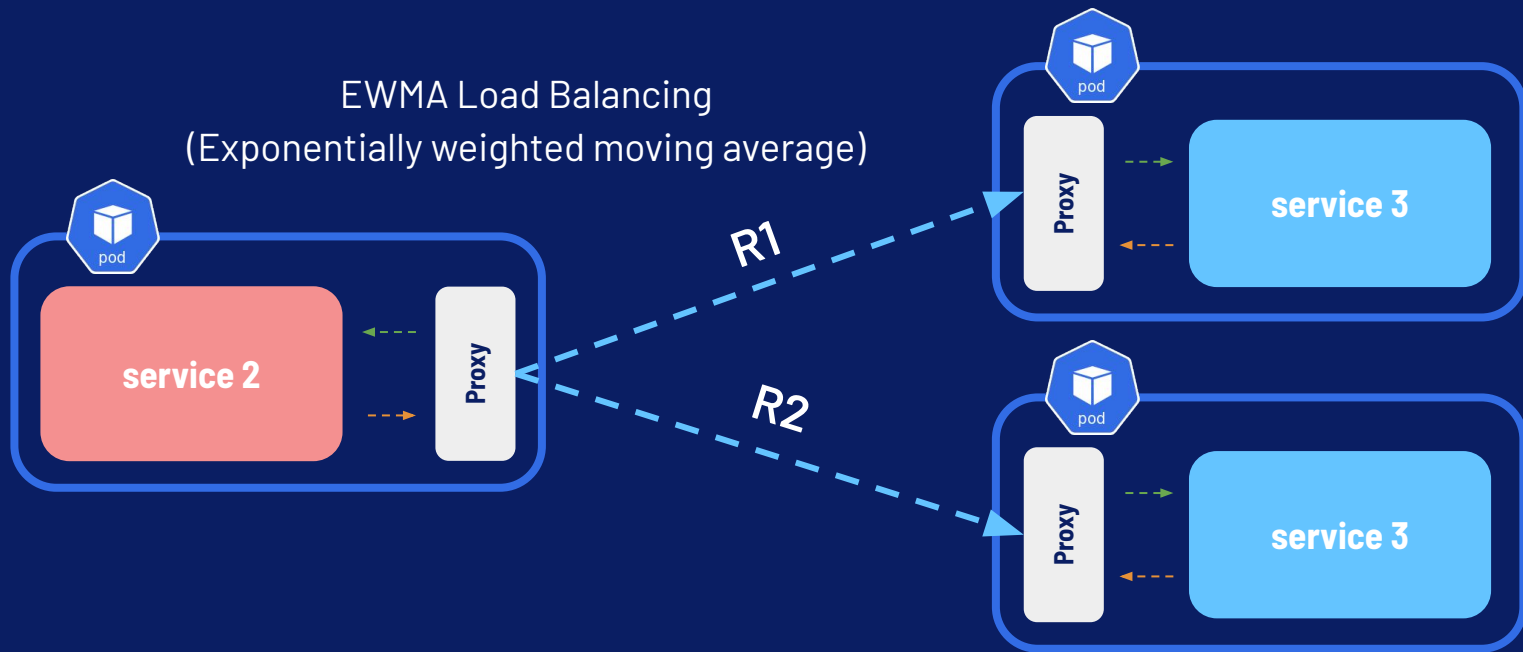 EWMA Load Balancing
(Exponentially weighted moving average)
pod
service 2
Proxy
R1
R2
pod
Proxy
service 3
pod
Proxy
service 3